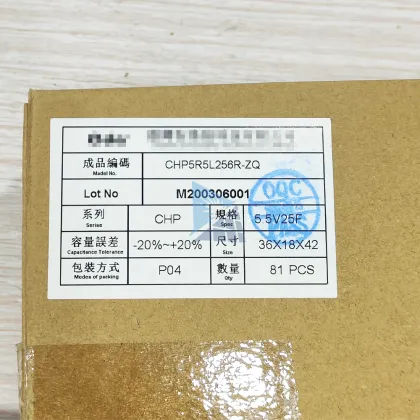 成品編碼 CHP5R5L256R-ZQ
Model No.
Lot No M200306001
系列 CHP 規格 5.5V25F
Series Spec
容量誤差 -20%~+20% 尺寸 36X18X42
Capacitance Tolerance Size
包裝方式 P04 數量 81 PCS
Modes of packing Qty
OQC